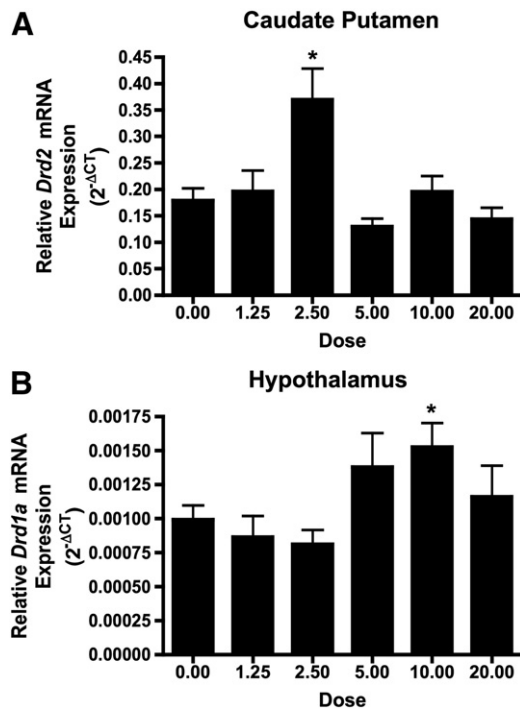 A
Caudate Putamen
Relative Drd2 mRNA
Expression
(2^-ΔCT)
0.45
0.40
0.35
0.30
0.25
0.20
0.15
0.10
0.05
0.00
*
0.00 1.25 2.50 5.00 10.00 20.00
Dose
B
Hypothalamus
Relative Drd1a mRNA
Expression
(2^-ΔCT)
0.00175
0.00150
0.00125
0.00100
0.00075
0.00050
0.00025
0.00000
*
0.00 1.25 2.50 5.00 10.00 20.00
Dose